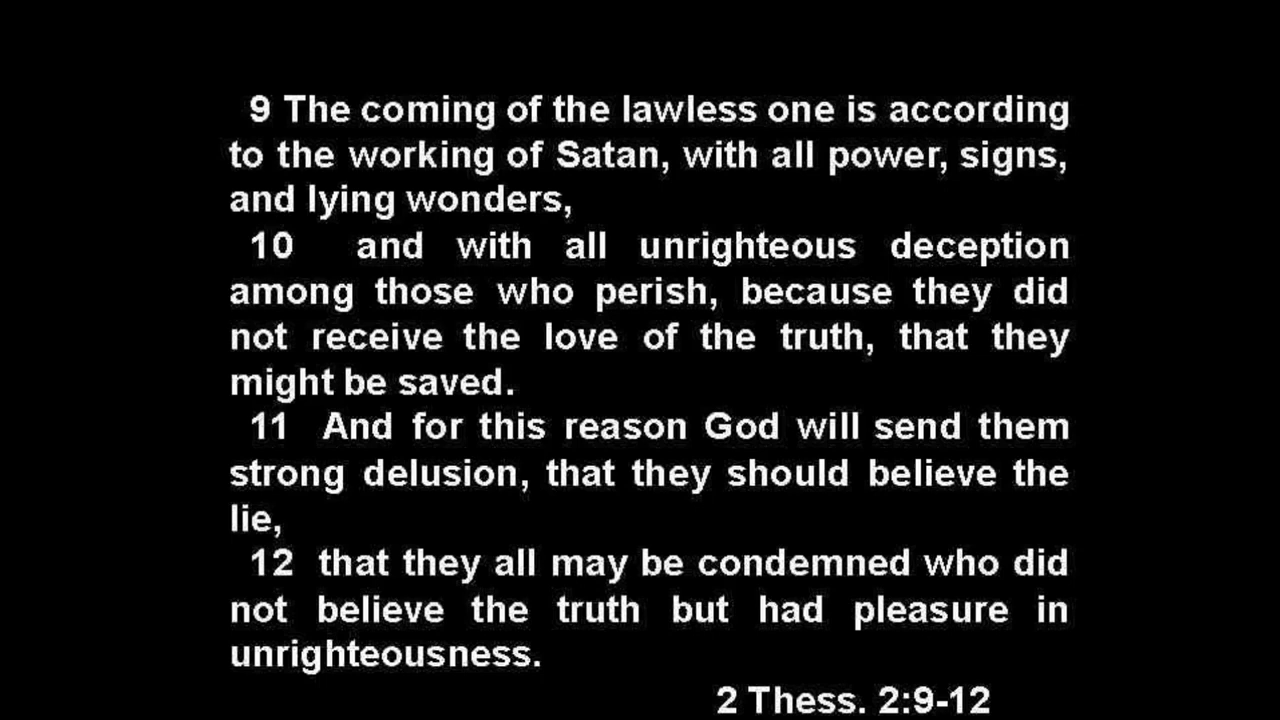 9 The coming of the lawless one is according
to the working of Satan, with all power, signs,
and lying wonders,
10 and with all unrighteous deception
among those who perish, because they did
not receive the love of the truth, that they
might be saved.
11 And for this reason God will send them
strong delusion, that they should believe the
lie,
12 that they all may be condemned who did
not believe the truth but had pleasure in
unrighteousness.
2 Thess. 2:9-12